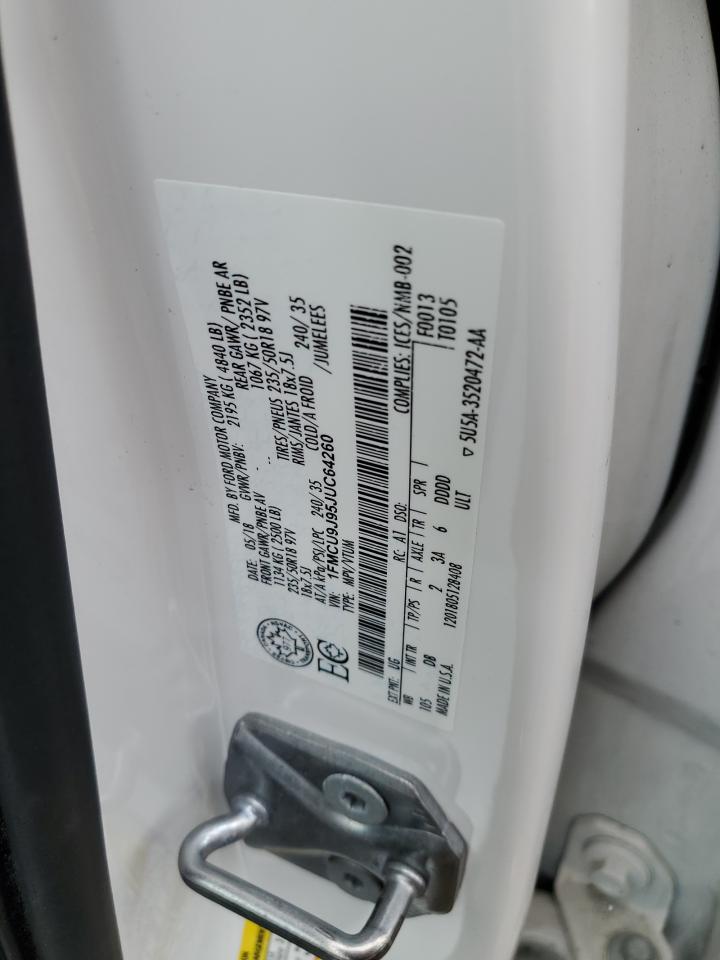 MFD. BY FORD MOTOR COMPANY
DATE: 05/18 GVWR/PNBV: 2195 KG ( 4840 LB)
FRONT GAWR/PNBE AV REAR GAWR / PNBE AR
1134 KG (2500 LB) 1067 KG ( 2352 LB)
235/50R18 97V TIRES/PNEUS 235/50R18 97V
18x7.5J RIMS/JANTES 18x7.5J
AT/A kPa/PSI/LPC 240/ 35 COLD/A FROID 240/ 35
VIN: 1FMCU9J95JUC64260 /JUMELEES
TYPE: MPV/VTUM
EC
EXT PNT: UG RC: A1 DSO: COMPLIES: ICES/NMB-002
WB INT TR TP/PS R AXLE TR SPR F0013
105 DB 2 3A 6 DDDD T0105
MADE IN U.S.A. 1201805128408 ULT ▽ 5U5A-3520472-AA